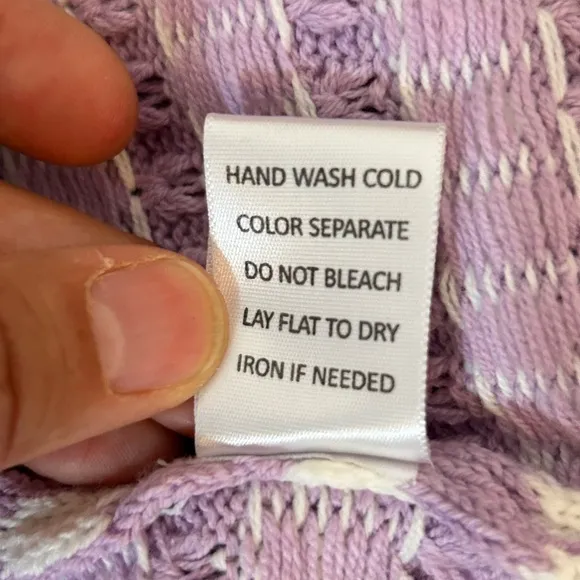 HAND WASH COLD
COLOR SEPARATE
DO NOT BLEACH
LAY FLAT TO DRY
IRON IF NEEDED